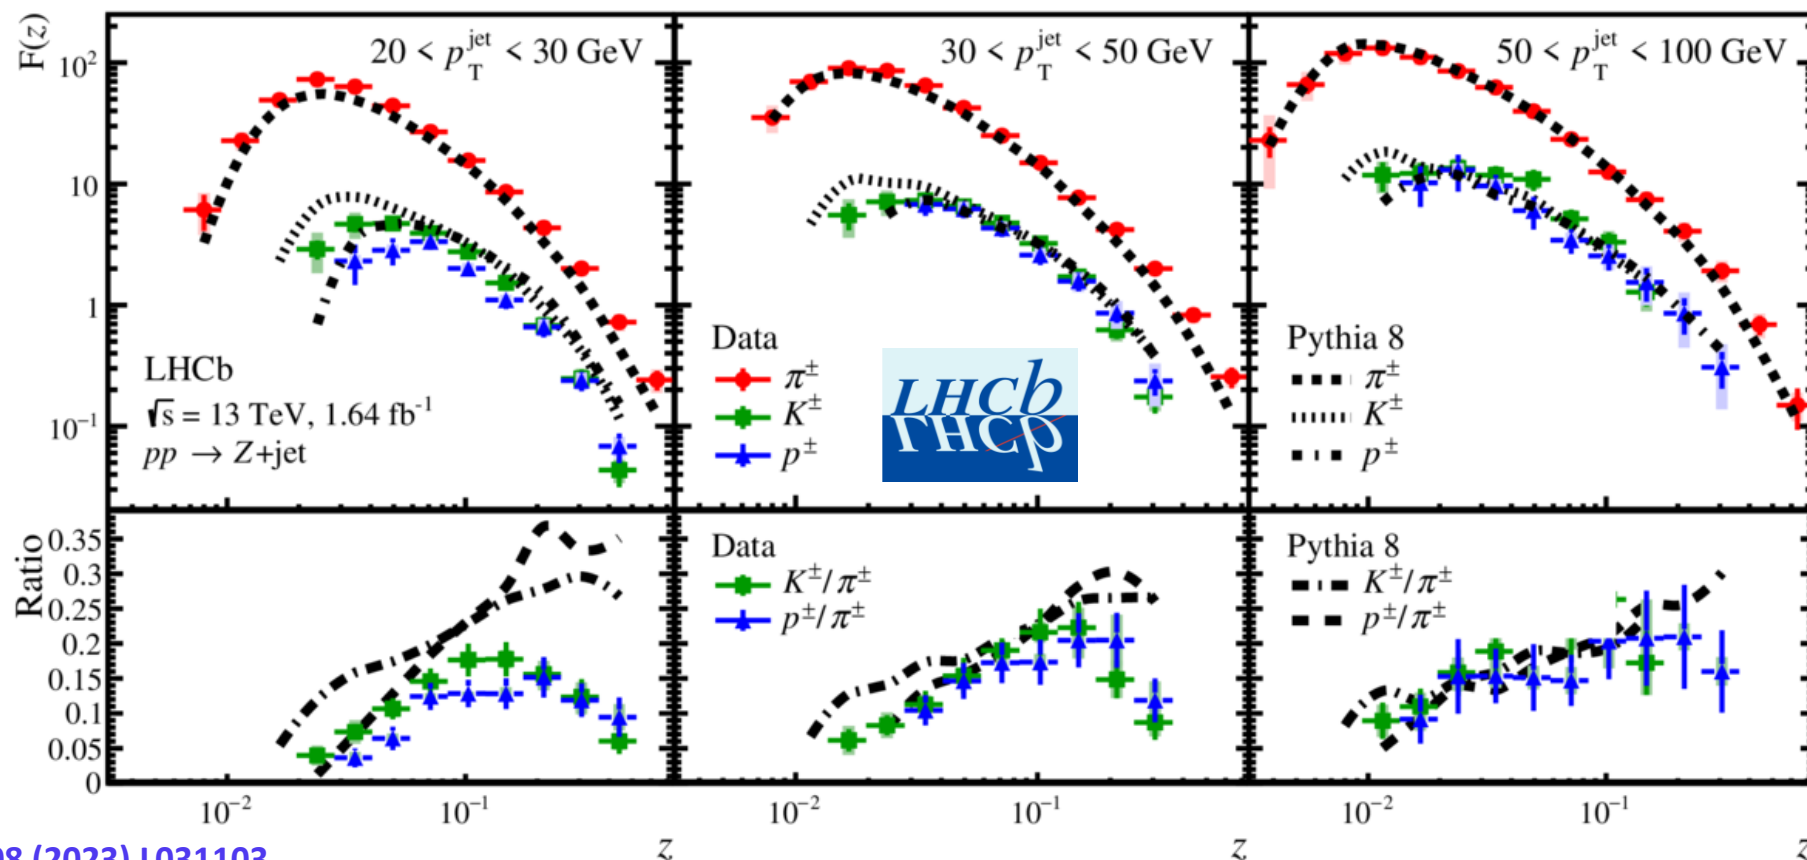 F(z)
10²
10
1
10⁻¹
20 < p_T^jet < 30 GeV
LHCb
√s = 13 TeV, 1.64 fb⁻¹
pp → Z+jet
30 < p_T^jet < 50 GeV
Data
π±
K±
p±
LHCb
50 < p_T^jet < 100 GeV
Pythia 8
π±
K±
p±
Ratio
0.35
0.3
0.25
0.2
0.15
0.1
0.05
0
Data
K±/π±
p±/π±
Pythia 8
K±/π±
p±/π±
10⁻² 10⁻¹ 10⁻² 10⁻¹ 10⁻² 10⁻¹
z z z
08 (2023) L031103